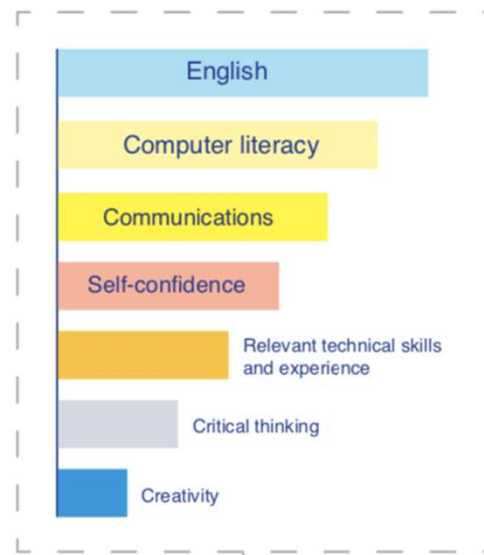 English
Computer literacy
Communications
Self-confidence
Relevant technical skills
and experience
Critical thinking
Creativity